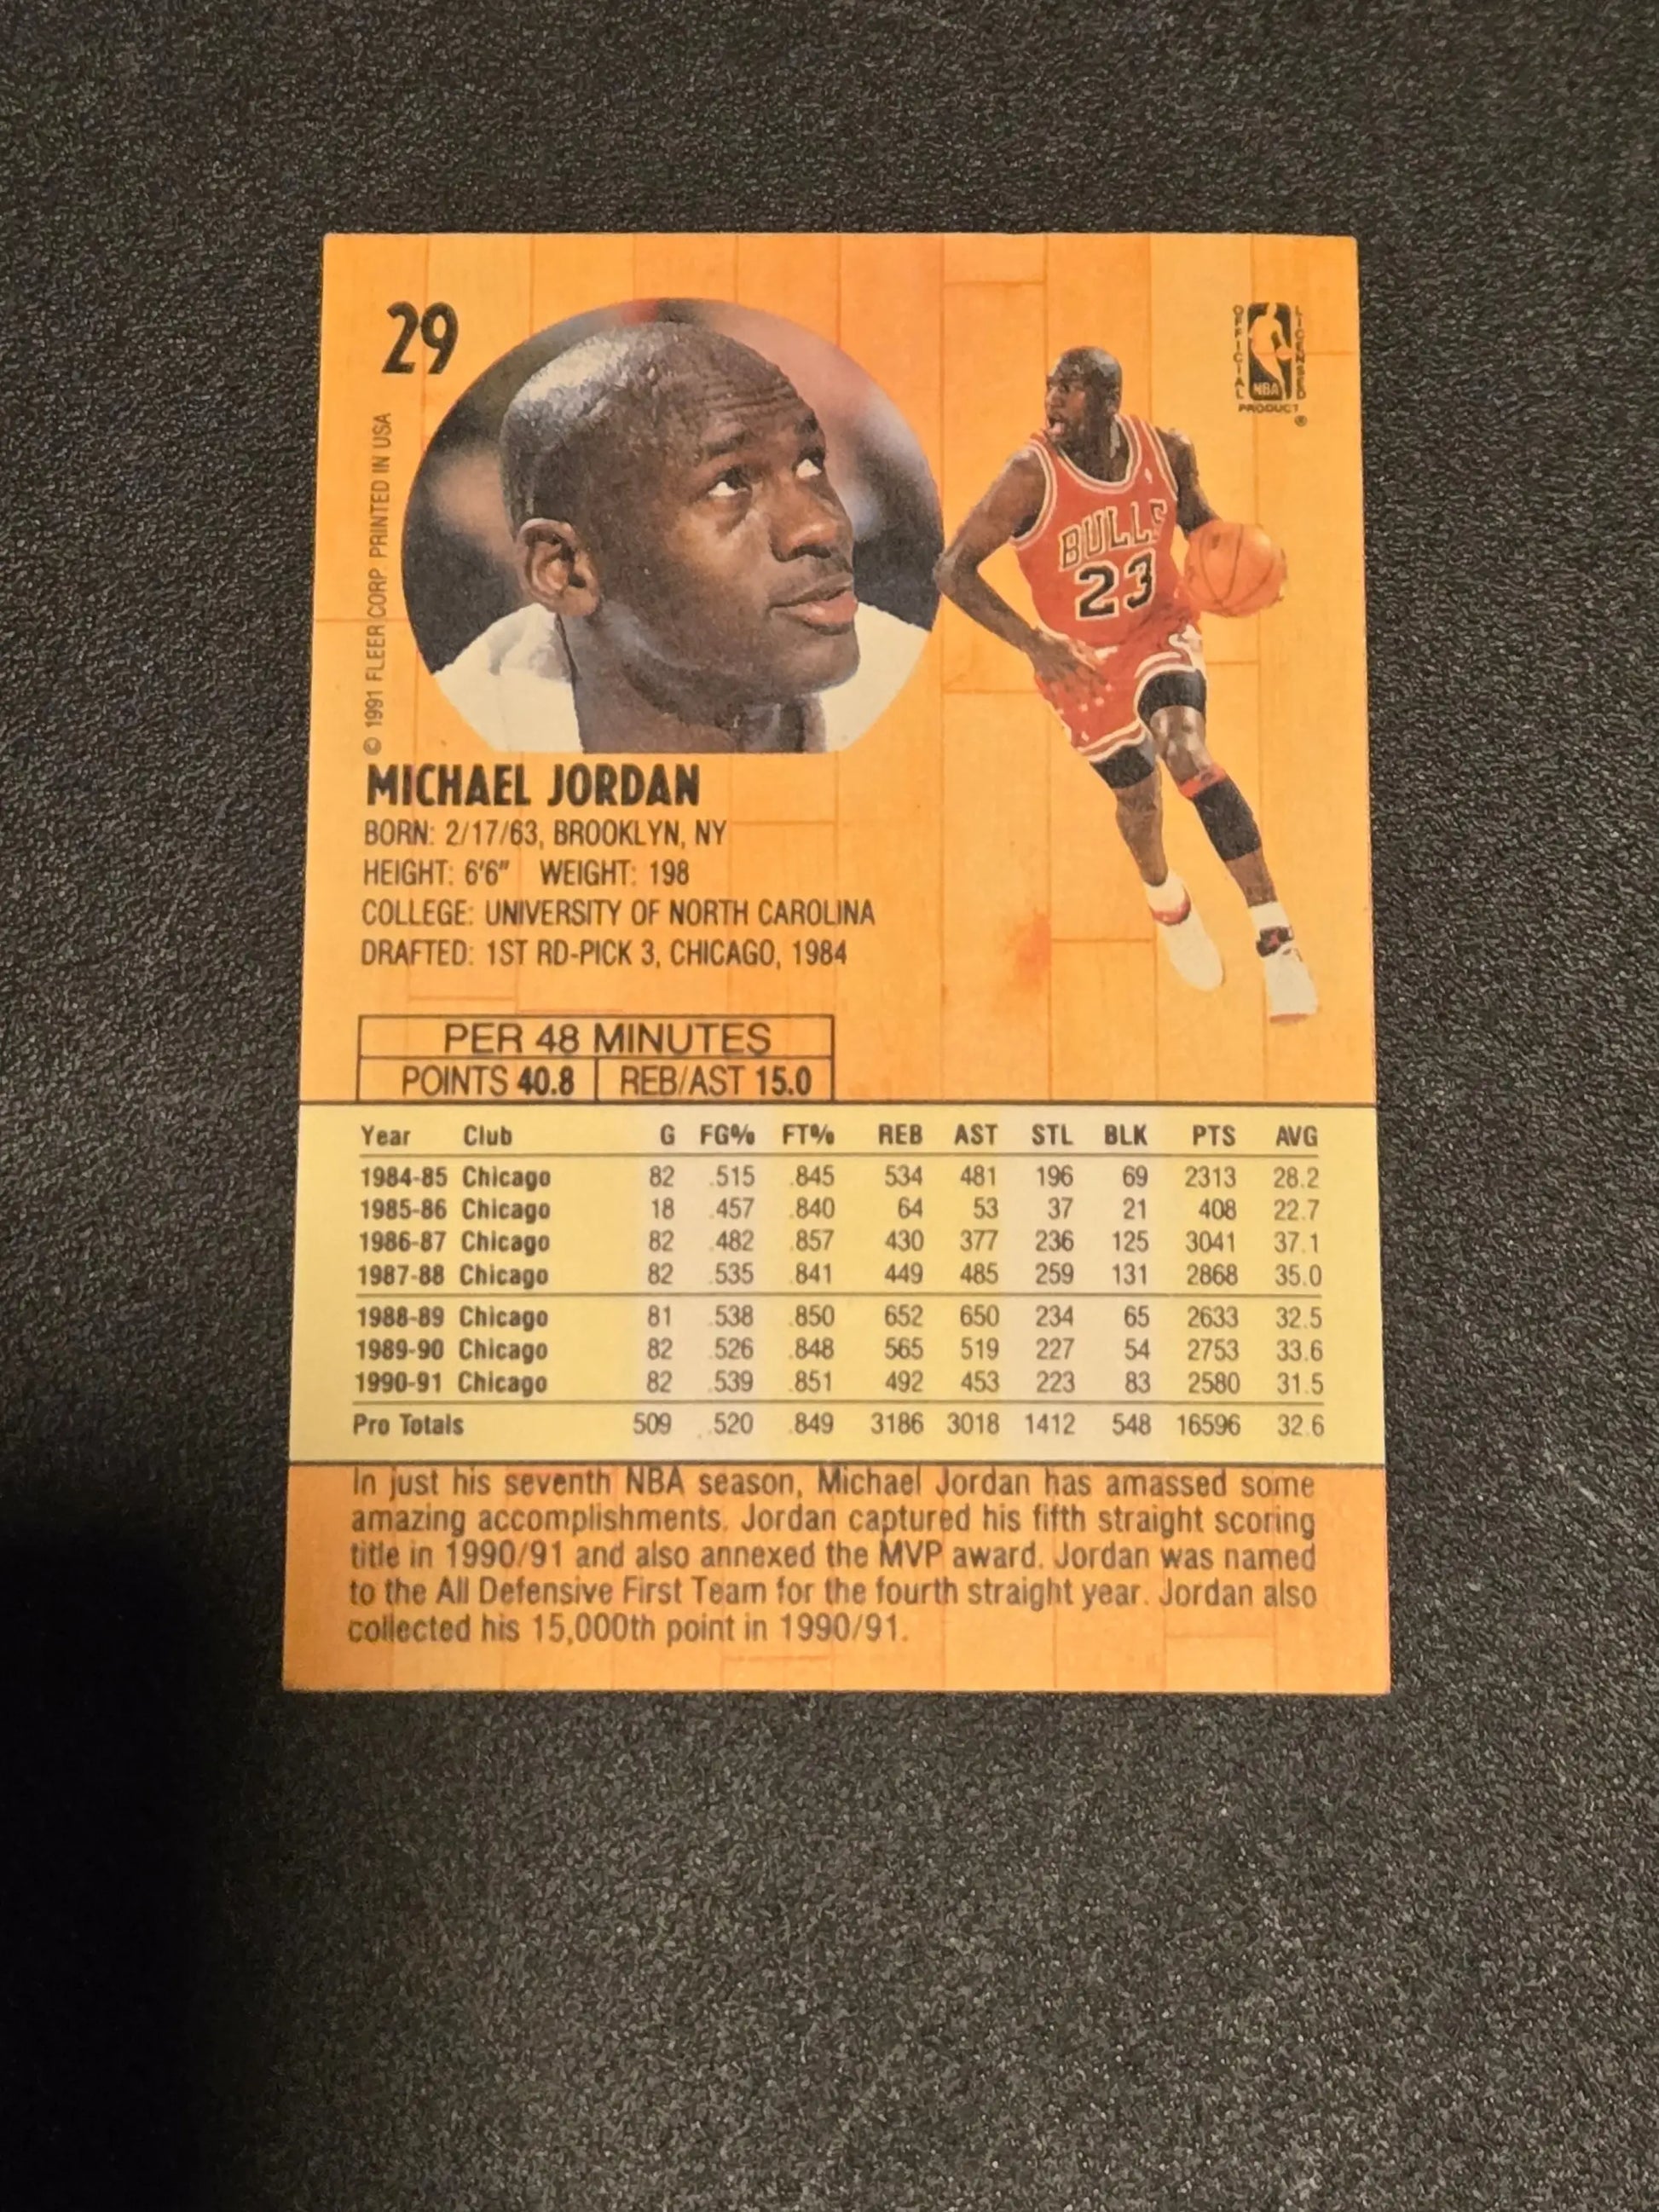 29
OFFICIAL LICENSED
NBA
PRODUCT
®
© 1991 FLEER CORP. PRINTED IN USA
BULLS
23
MICHAEL JORDAN
BORN: 2/17/63, BROOKLYN, NY
HEIGHT: 6'6" WEIGHT: 198
COLLEGE: UNIVERSITY OF NORTH CAROLINA
DRAFTED: 1ST RD-PICK 3, CHICAGO, 1984
PER 48 MINUTES
POINTS 40.8 REB/AST 15.0
Year Club G FG% FT% REB AST STL BLK PTS AVG
1984-85 Chicago 82 .515 .845 534 481 196 69 2313 28.2
1985-86 Chicago 18 .457 .840 64 53 37 21 408 22.7
1986-87 Chicago 82 .482 .857 430 377 236 125 3041 37.1
1987-88 Chicago 82 .535 .841 449 485 259 131 2868 35.0
1988-89 Chicago 81 .538 .850 652 650 234 65 2633 32.5
1989-90 Chicago 82 .526 .848 565 519 227 54 2753 33.6
1990-91 Chicago 82 .539 .851 492 453 223 83 2580 31.5
Pro Totals 509 .520 .849 3186 3018 1412 548 16596 32.6
In just his seventh NBA season, Michael Jordan has amassed some
amazing accomplishments. Jordan captured his fifth straight scoring
title in 1990/91 and also annexed the MVP award. Jordan was named
to the All Defensive First Team for the fourth straight year. Jordan also
collected his 15,000th point in 1990/91.